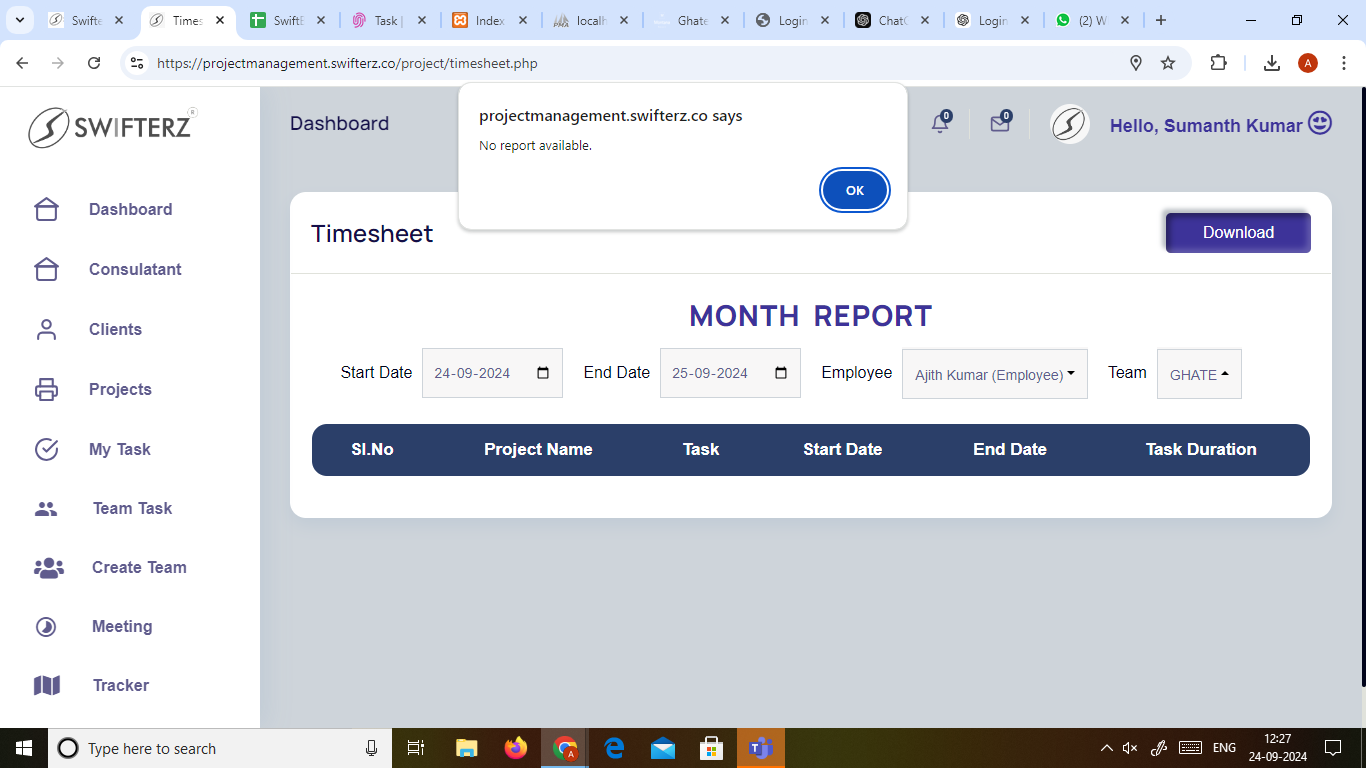 Swifte
Times
SwiftE
Task |
Index
localh
Ghate
Login
ChatG
Login
(2) W
https://projectmanagement.swifterz.co/project/timesheet.php
A
SWIFTERZ
R
Dashboard
projectmanagement.swifterz.co says
No report available.
OK
0
0
Hello, Sumanth Kumar
Dashboard
Consulatant
Clients
Projects
My Task
Team Task
Create Team
Meeting
Tracker
Timesheet
Download
MONTH REPORT
Start Date 24-09-2024 End Date 25-09-2024 Employee Ajith Kumar (Employee) Team GHATE
Sl.No Project Name Task Start Date End Date Task Duration
Type here to search
A
ENG
12:27
24-09-2024